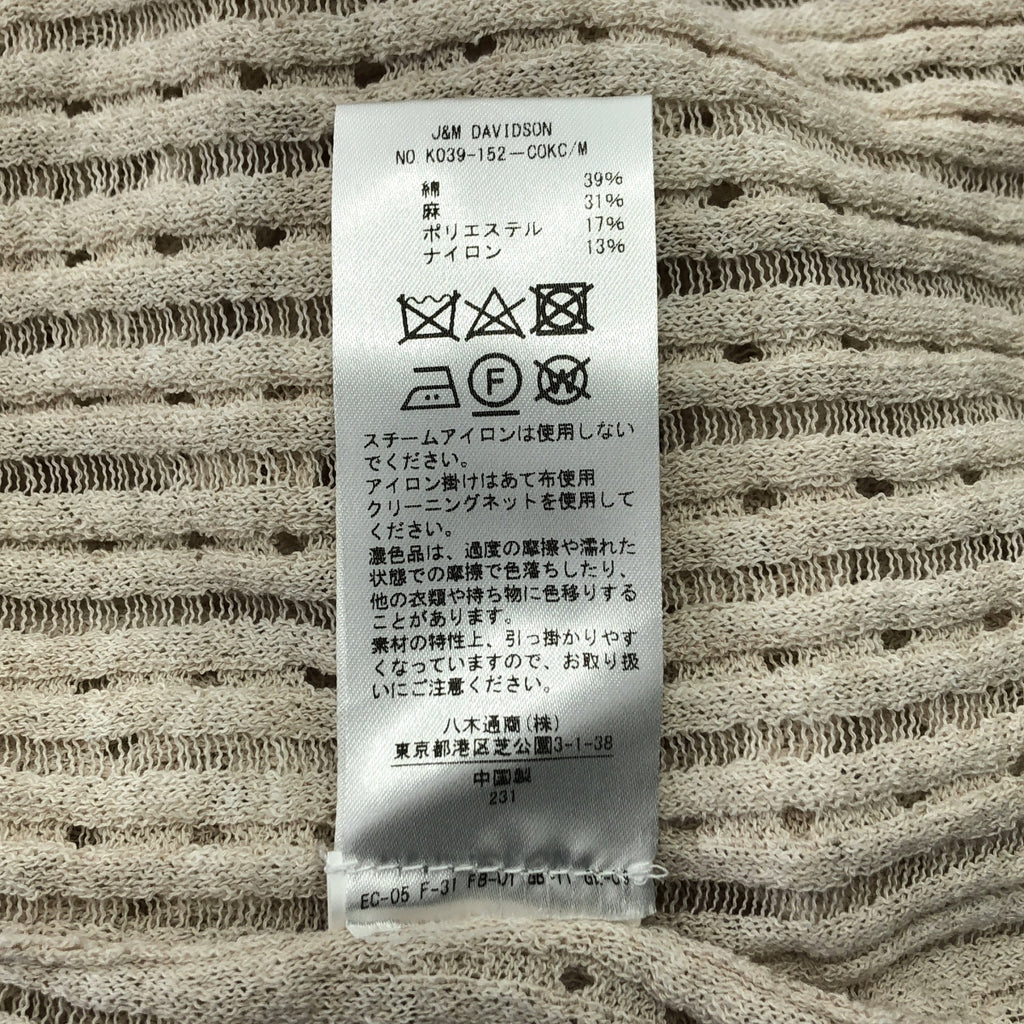 J&M DAVIDSON
NO K039-152-COKC/M
綿 39%
麻 31%
ポリエステル 17%
ナイロン 13%
F
W
スチームアイロンは使用しない
でください。
アイロン掛けはあて布使用
クリーニングネットを使用して
ください。
濃色品は、過度の摩擦や濡れた
状態での摩擦で色落ちしたり、
他の衣類や持ち物に色移りする
ことがあります。
素材の特性上、引っ掛かりやす
くなっていますので、お取り扱
いにご注意ください。
八木通商(株)
東京都港区芝公園3-1-38
中国製
231
EC-05 F-31